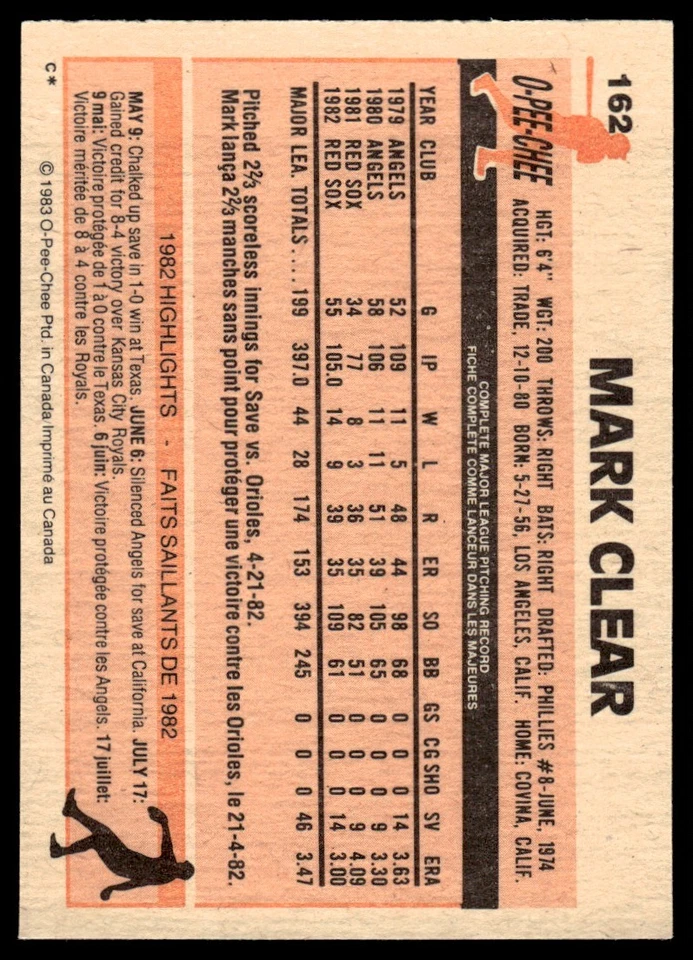 162
MARK CLEAR
O-PEE-CHEE
HGT: 6'4" WGT: 200 THROWS: RIGHT BATS: RIGHT DRAFTED: PHILLIES #8-JUNE, 1974
ACQUIRED: TRADE, 12-10-80 BORN: 5-27-56, LOS ANGELES, CALIF. HOME: COVINA, CALIF.
COMPLETE MAJOR LEAGUE PITCHING RECORD
FICHE COMPLÈTE COMME LANCEUR DANS LES MAJEURES
YEAR CLUB G IP W L R ER SO BB GS CG SHO SV ERA
1979 ANGELS 52 109 11 5 48 44 98 68 0 0 0 14 3.63
1980 ANGELS 58 106 11 11 51 39 105 65 0 0 0 9 3.30
1981 RED SOX 34 77 8 3 36 35 82 51 0 0 0 9 4.09
1982 RED SOX 55 105.0 14 9 39 35 109 61 0 0 0 14 3.00
MAJOR LEA. TOTALS.... 199 397.0 44 28 174 153 394 245 0 0 0 46 3.47
Pitched 2⅔ scoreless innings for Save vs. Orioles, 4-21-82.
Mark lança 2⅔ manches sans point pour protéger une victoire contre les Orioles, le 21-4-82.
1982 HIGHLIGHTS - FAITS SAILLANTS DE 1982
MAY 9: Chalked up save in 1-0 win at Texas. JUNE 6: Silenced Angels for save at California. JULY 17:
Gained credit for 8-4 victory over Kansas City Royals.
9 mai: Victoire protégée de 1 à 0 contre le Texas. 6 juin: Victoire protégée contre les Angels. 17 juillet:
Victoire méritée de 8 à 4 contre les Royals.
C* © 1983 O-Pee-Chee Ptd. in Canada/Imprimé au Canada